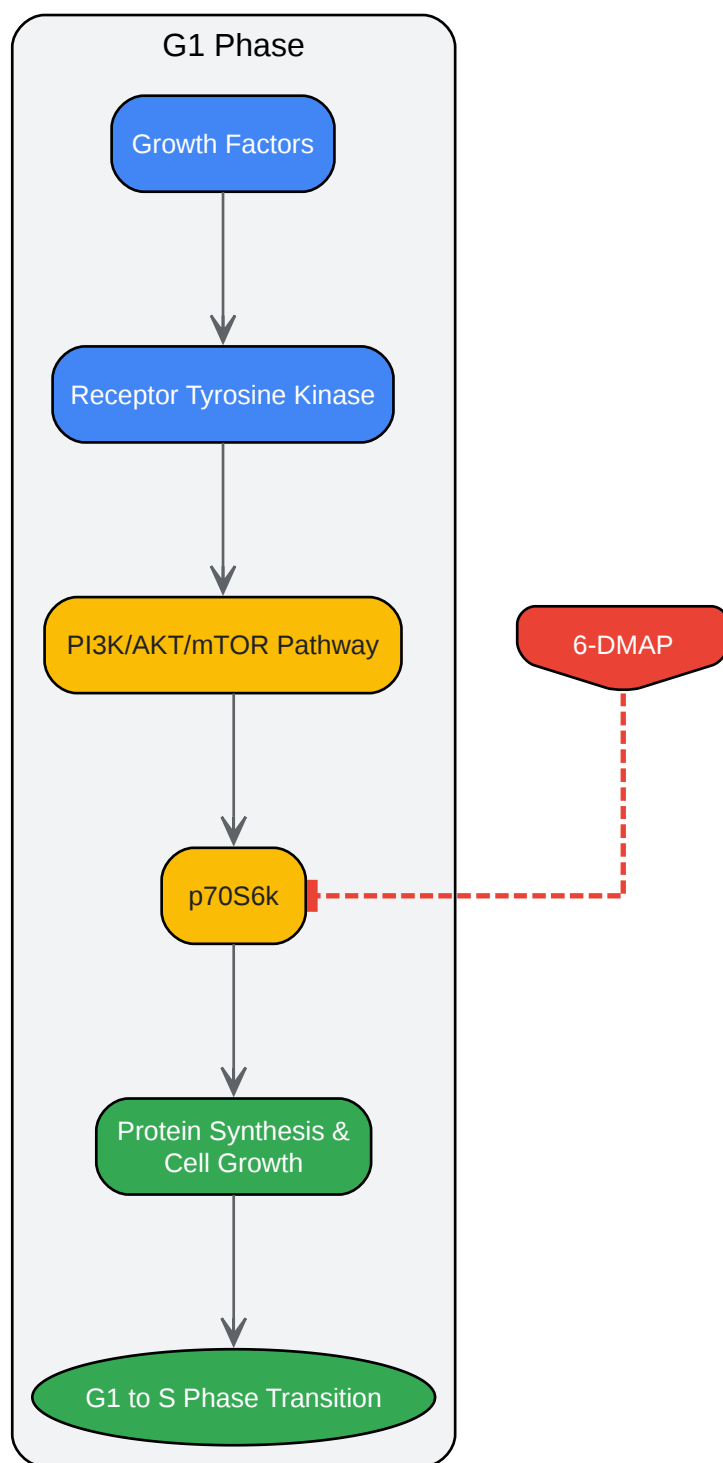 G1 Phase
Growth Factors
Receptor Tyrosine Kinase
PI3K/AKT/mTOR Pathway
6-DMAP
p70S6k
Protein Synthesis &
Cell Growth
G1 to S Phase Transition